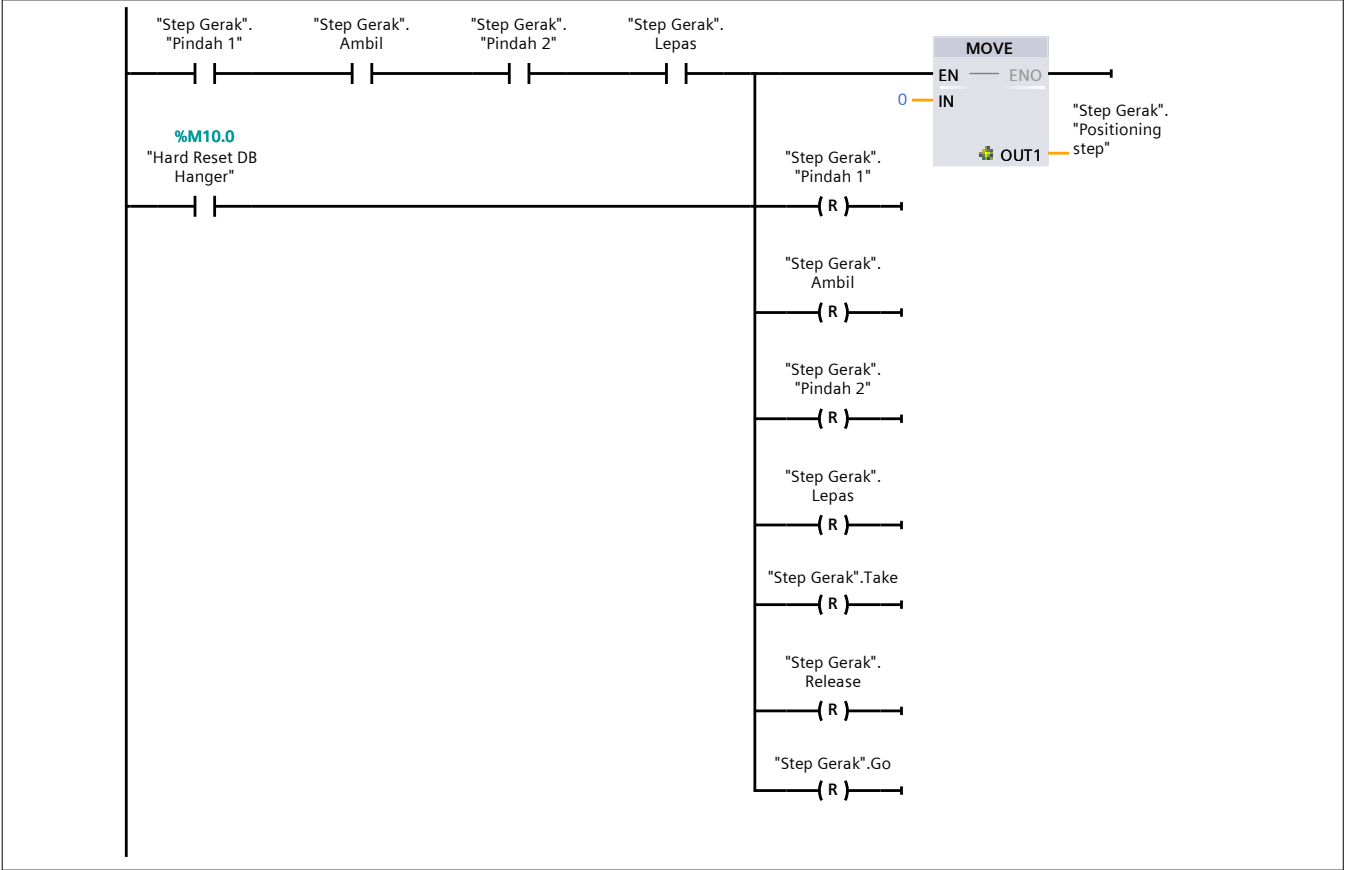 "Step Gerak".
"Pindah 1"
"Step Gerak".
Ambil
"Step Gerak".
"Pindah 2"
"Step Gerak".
Lepas
MOVE
EN
ENO
0
IN
OUT1
"Step Gerak".
"Positioning
step"
%M10.0
"Hard Reset DB
Hanger"
"Step Gerak".
"Pindah 1"
( R )
"Step Gerak".
Ambil
( R )
"Step Gerak".
"Pindah 2"
( R )
"Step Gerak".
Lepas
( R )
"Step Gerak".Take
( R )
"Step Gerak".
Release
( R )
"Step Gerak".Go
( R )